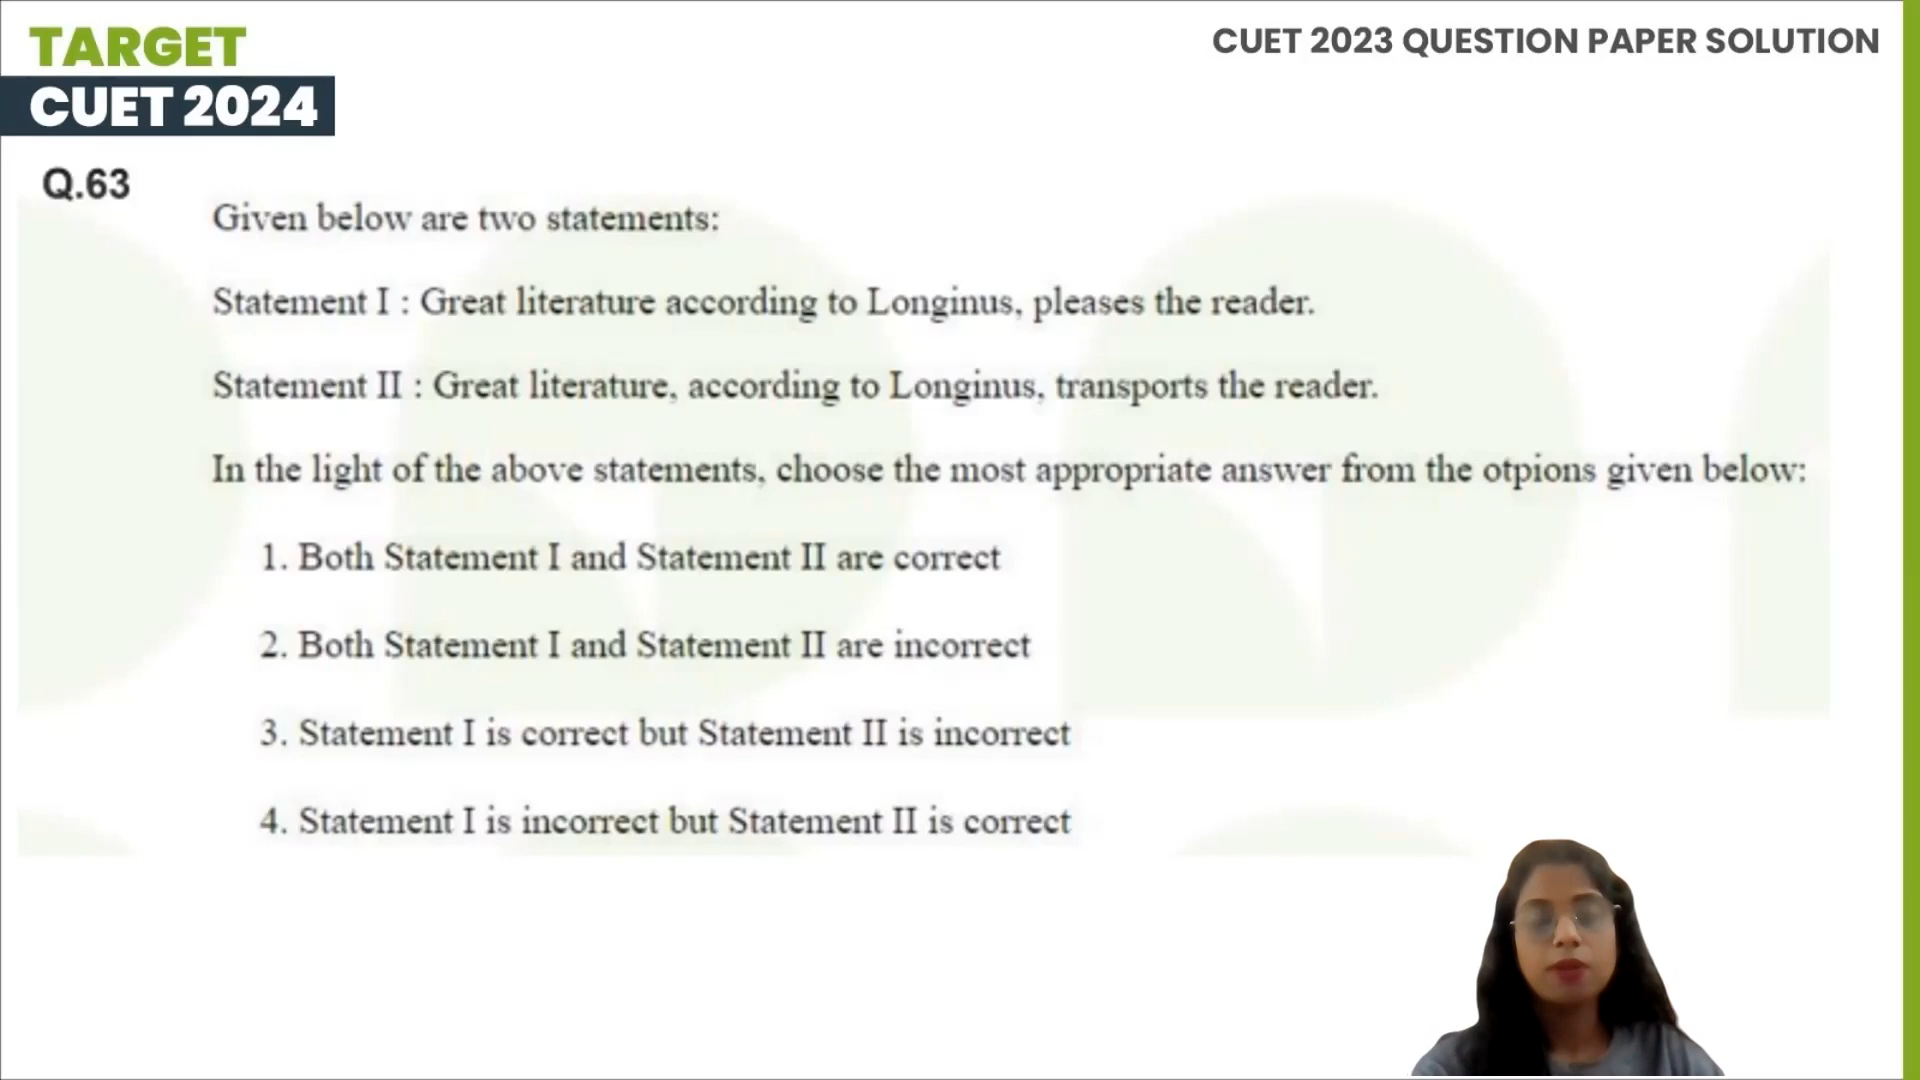 TARGET
CUET 2024
CUET 2023 QUESTION PAPER SOLUTION
Q.63
Given below are two statements:
Statement I : Great literature according to Longinus, pleases the reader.
Statement II : Great literature, according to Longinus, transports the reader.
In the light of the above statements, choose the most appropriate answer from the otpions given below:
1. Both Statement I and Statement II are correct
2. Both Statement I and Statement II are incorrect
3. Statement I is correct but Statement II is incorrect
4. Statement I is incorrect but Statement II is correct